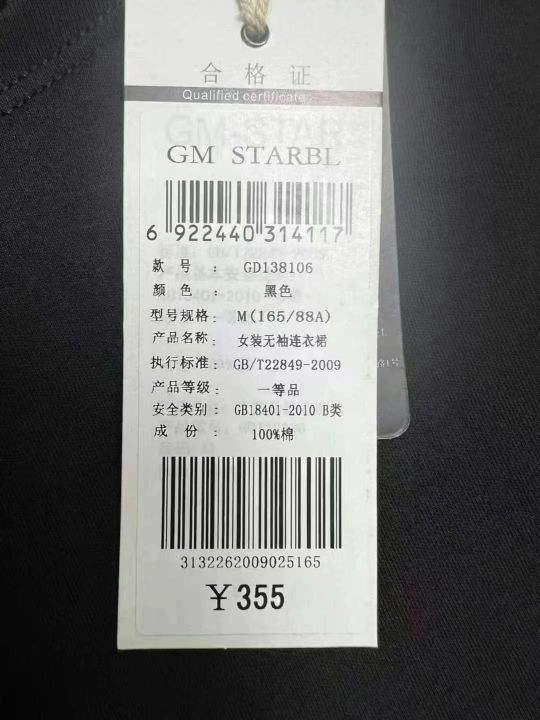 合格证
Qualified certificate
GM STARBL
6 922440 314117
款 号 : GD138106
颜 色 : 黑色
型号规格: M(165/88A)
产品名称: 女装无袖连衣裙
执行标准: GB/T22849-2009
产品等级: 一等品
安全类别: GB18401-2010 B类
成 份 : 100%棉
3132262009025165
¥355